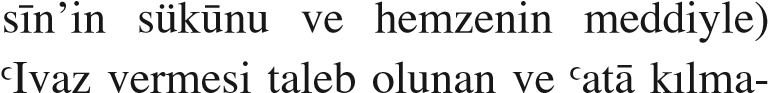 sīn’in sükūnu ve hemzenin meddiyle)
ᶜIvaz vermesi taleb olunan ve ᶜatā kılma-